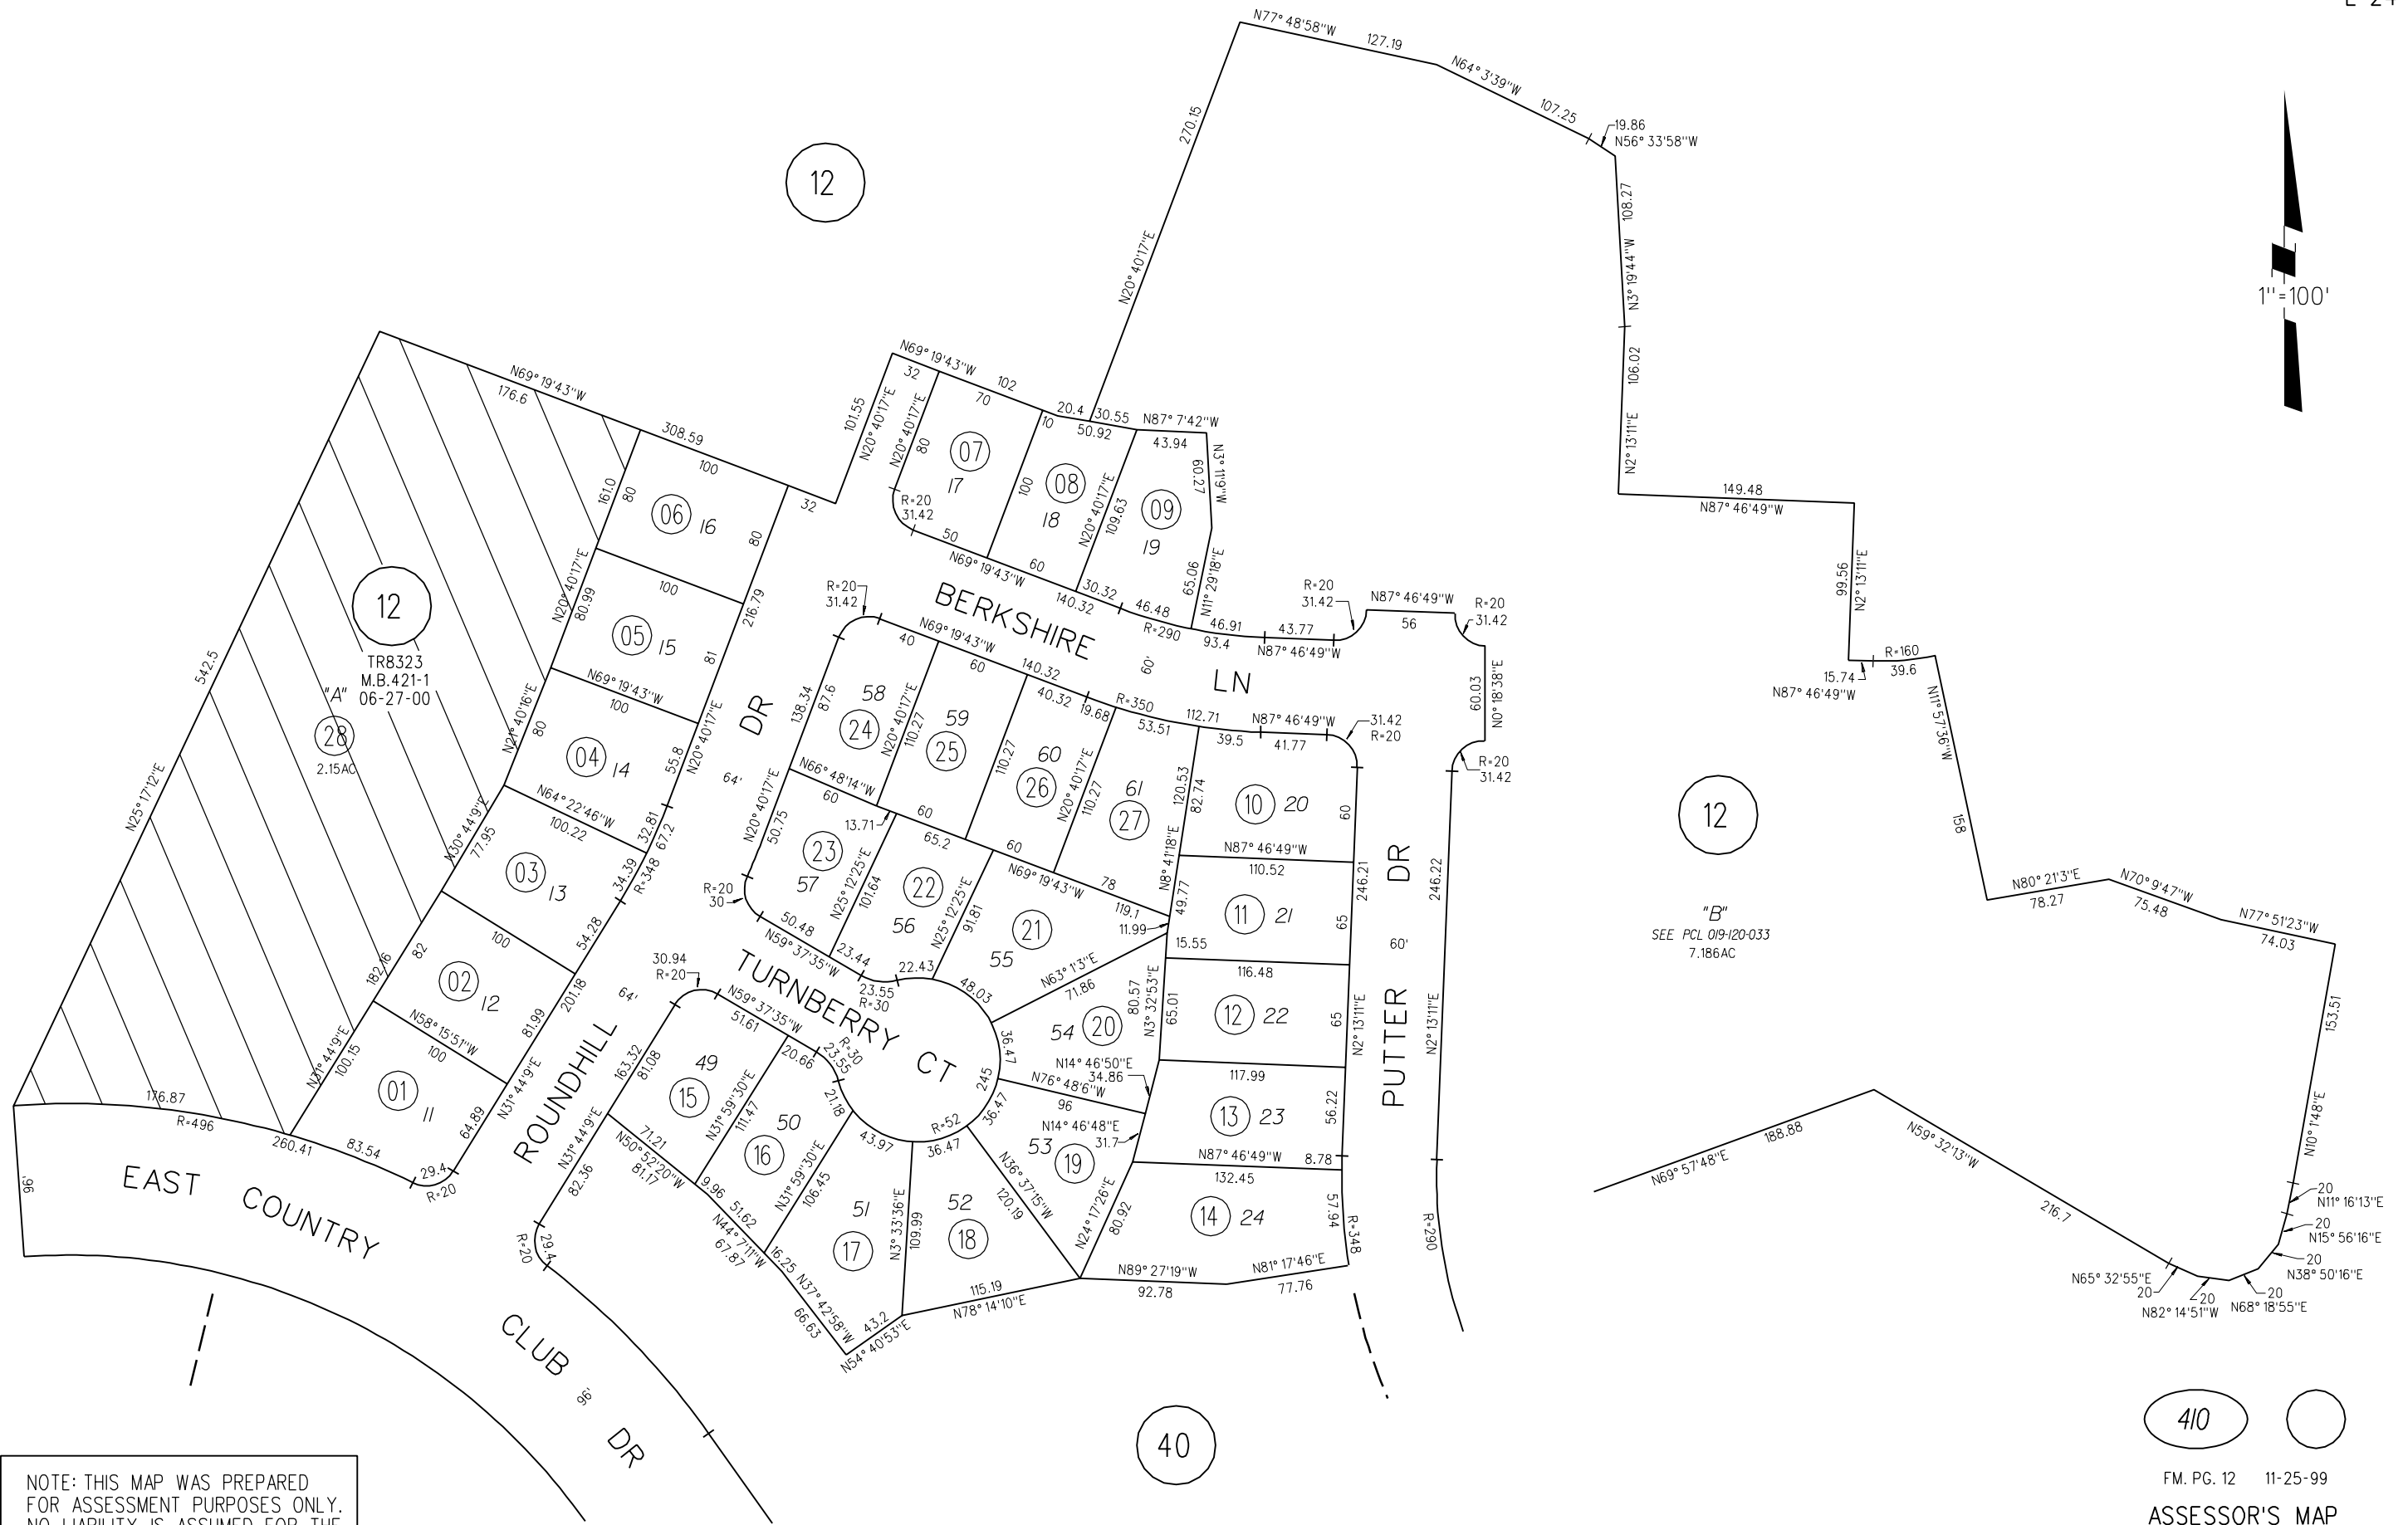 N77°48'58"W
127.19
N64°3'39"W
107.25
19.86
N56°33'58"W
270.15
N20°40'17"E
108.27
N3°19'44"W
106.02
N2°13'11"E
149.48
N87°46'49"W
99.56
N2°13'11"E
15.74
N87°46'49"W
R=160
39.6
N11°57'36"W
158
N80°21'3"E
78.27
N70°9'47"W
75.48
N77°51'23"W
74.03
153.51
N10°1'48"E
20
N11°16'13"E
20
N15°56'16"E
20
N38°50'16"E
20
N68°18'55"E
20
N82°14'51"W
N65°32'55"E
20
216.7
N59°32'13"W
188.88
N69°57'48"E
12
"B"
SEE PCL 019-120-033
7.186AC
1"=100'
12
N69°19'43"W
176.6
308.59
100
32
101.55
N20°40'17"E
542.5
N25°17'12"E
12
TR8323
M.B.421-1
06-27-00
"A"
28
2.15AC
161.0
80
06 16
80
N20°40'17"E
80.99
100
05 15
216.79
81
N69°19'43"W
100
N21°40'16"E
80
04 14
55.8
N20°40'17"E
N64°22'46"W
100.22
32.81
67.2
N30°44'9"E
77.95
03 13
34.39
R=348
100
54.28
182.16
82
02 12
201.18
81.99
N58°15'51"W
100
N31°44'9"E
100.15
01 11
64.89
N31°44'9"E
176.87
R=496
260.41
83.54
29.4
R=20
96'
EAST COUNTRY
CLUB 96' DR
ROUNDHILL 64'
64' DR
N69°19'43"W
32
102
70
20.4
30.55
10
50.92
N87°7'42"W
43.94
N20°40'17"E
80
07
17
100
08
18
N20°40'17"E
109.63
09
19
60.27
N3°11'9"W
65.06
N11°29'18"E
R=20
31.42
50
N69°19'43"W
60
30.32
140.32
46.48
R=290
46.91
93.4
43.77
N87°46'49"W
R=20
31.42
N87°46'49"W
56
R=20
31.42
60.03
N0°18'38"E
R=20
31.42
BERKSHIRE 60' LN
R=20
31.42
40
N69°19'43"W
60
140.32
40.32
19.68
R=350
53.51
112.71
39.5
N87°46'49"W
41.77
31.42
R=20
138.34
87.6
58
24
N20°40'17"E
110.27
59
25
110.27
60
26
N20°40'17"E
110.27
61
27
120.53
82.74
N8°41'18"E
10 20
60
N87°46'49"W
110.52
49.77
11 21
65
246.21
15.55
116.48
12 22
65
N2°13'11"E
65.01
117.99
13 23
56.22
N87°46'49"W
8.78
132.45
14 24
57.94
R=348
N89°27'19"W
92.78
N81°17'46"E
77.76
PUTTER 60' DR
246.22
N2°13'11"E
R=290
N66°48'14"W
60
13.71
60
65.2
60
N69°19'43"W
78
119.1
11.99
N20°40'17"E
50.75
23
57
N25°12'25"E
101.64
22
56
N25°12'25"E
91.81
21
55
R=20
30
50.48
N59°37'35"W
23.44
23.55
R=30
22.43
48.03
N63°1'3"E
71.86
54 20
80.57
N3°32'53"E
36.47
N14°46'50"E
34.86
N76°48'6"W
96
N14°46'48"E
31.7
53
19
N24°17'26"E
80.92
TURNBERRY CT
30.94
R=20
N59°37'35"W
51.61
20.66
R=30
23.55
21.18
43.97
R=52
36.47
36.47
245
163.32
81.08
49
15
N31°59'30"E
111.47
50
16
N31°59'30"E
106.45
51
17
N3°33'36"E
109.99
52
18
N36°37'15"W
120.19
N31°44'9"E
82.36
71.21
N50°52'20"W
81.17
9.96
51.62
N44°7'11"W
67.87
16.25
N37°42'58"W
66.63
43.2
N54°40'53"E
115.19
N78°14'10"E
R=20
29.4
40
NOTE: THIS MAP WAS PREPARED
FOR ASSESSMENT PURPOSES ONLY.
NO LIABILITY IS ASSUMED FOR THE
410
FM. PG. 12 11-25-99
ASSESSOR'S MAP